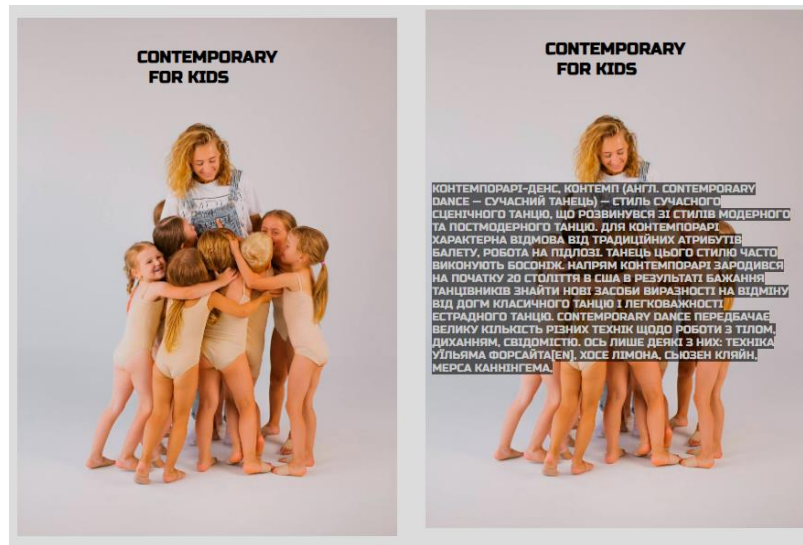 CONTEMPORARY
FOR KIDS
CONTEMPORARY
FOR KIDS
КОНТЕМПОРАРІ-ДЕНС, КОНТЕМП (АНГЛ. CONTEMPORARY
DANCE — СУЧАСНИЙ ТАНЕЦЬ) — СТИЛЬ СУЧАСНОГО
СЦЕНІЧНОГО ТАНЦЮ, ЩО РОЗВИНУВСЯ ЗІ СТИЛІВ МОДЕРНОГО
ТА ПОСТМОДЕРНОГО ТАНЦЮ. ДЛЯ КОНТЕМПОРАРІ
ХАРАКТЕРНА ВІДМОВА ВІД ТРАДИЦІЙНИХ АТРИБУТІВ
БАЛЕТУ, РОБОТА НА ПІДЛОЗІ. ТАНЕЦЬ ЦЬОГО СТИЛЮ ЧАСТО
ВИКОНУЮТЬ БОСОНІЖ. НАПРЯМ КОНТЕМПОРАРІ ЗАРОДИВСЯ
НА ПОЧАТКУ 20 СТОЛІТТЯ В США В РЕЗУЛЬТАТІ БАЖАННЯ
ТАНЦІВНИКІВ ЗНАЙТИ НОВІ ЗАСОБИ ВИРАЗНОСТІ НА ВІДМІНУ
ВІД ДОГМ КЛАСИЧНОГО ТАНЦЮ І ЛЕГКОВАЖНОСТІ
ЕСТРАДНОГО ТАНЦЮ. CONTEMPORARY DANCE ПЕРЕДБАЧАЄ
ВЕЛИКУ КІЛЬКІСТЬ РІЗНИХ ТЕХНІК ЩОДО РОБОТИ З ТІЛОМ,
ДИХАННЯМ, СВІДОМІСТЮ. ОСЬ ЛИШЕ ДЕЯКІ З НИХ: ТЕХНІКА
УЇЛЬЯМА ФОРСАЙТА[EN], ХОСЕ ЛІМОНА, СЬЮЗЕН КЛЯЙН,
МЕРСА КАННІНГЕМА,